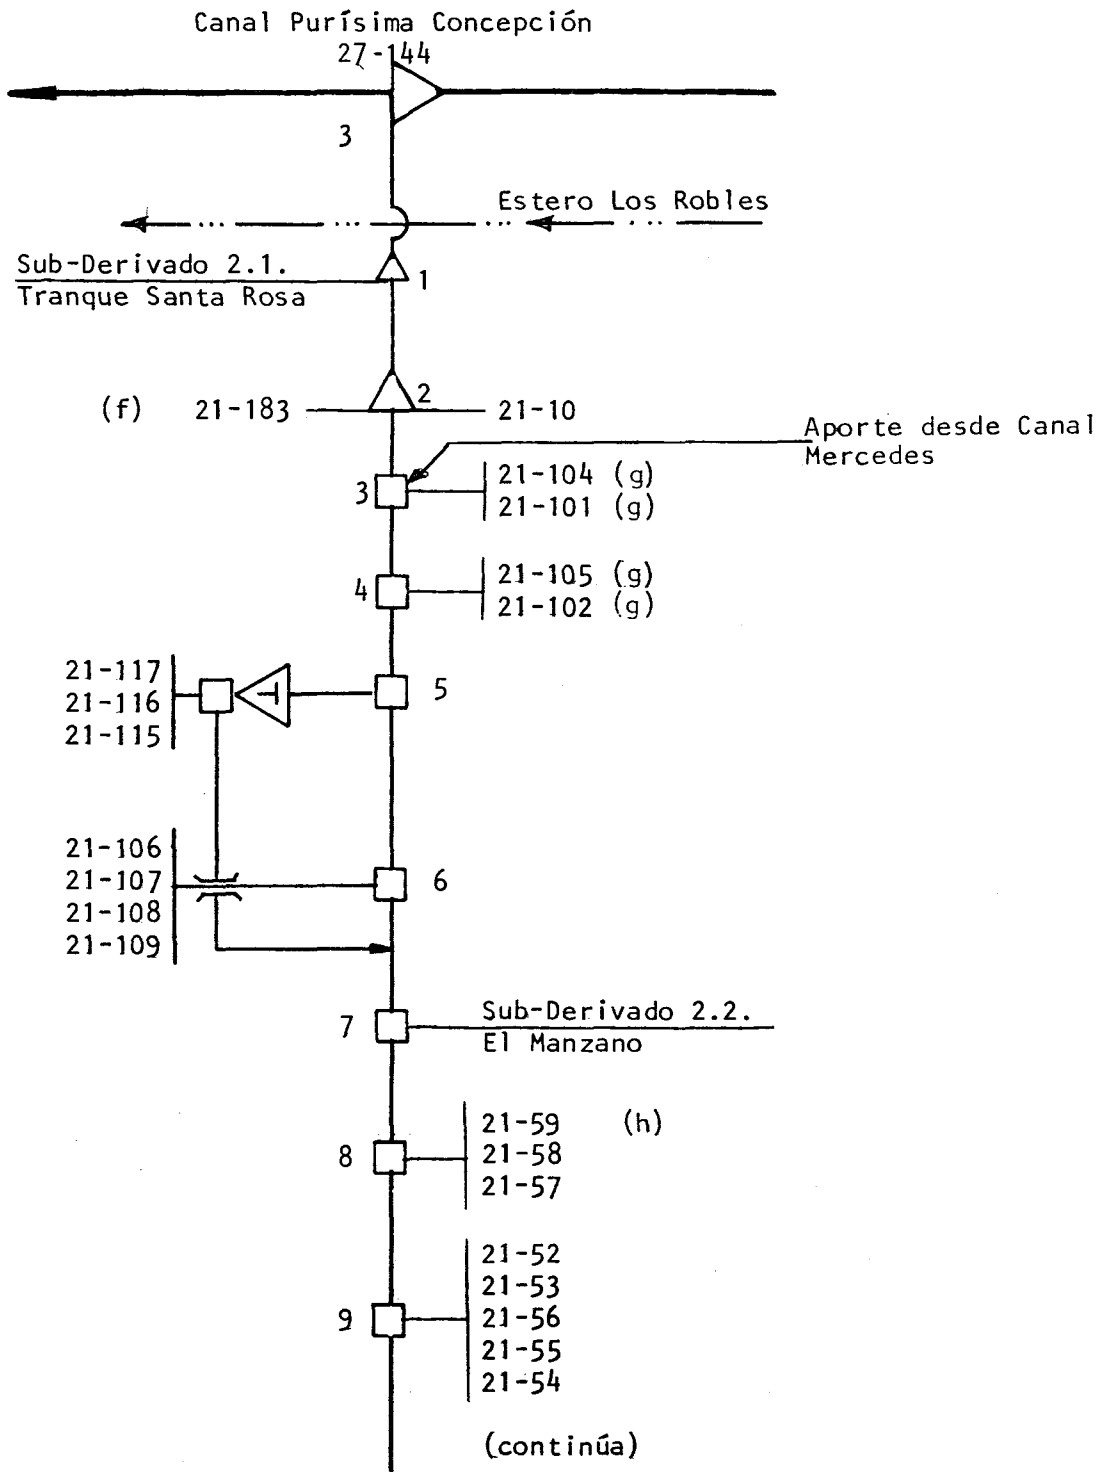 Canal Purísima Concepción
27-144
3
Estero Los Robles
Sub-Derivado 2.1.
Tranque Santa Rosa
1
2
(f) 21-183
21-10
Aporte desde Canal
Mercedes
3
21-104 (g)
21-101 (g)
4
21-105 (g)
21-102 (g)
21-117
21-116
21-115
5
21-106
21-107
21-108
21-109
6
7
Sub-Derivado 2.2.
El Manzano
8
21-59 (h)
21-58
21-57
9
21-52
21-53
21-56
21-55
21-54
(continúa)